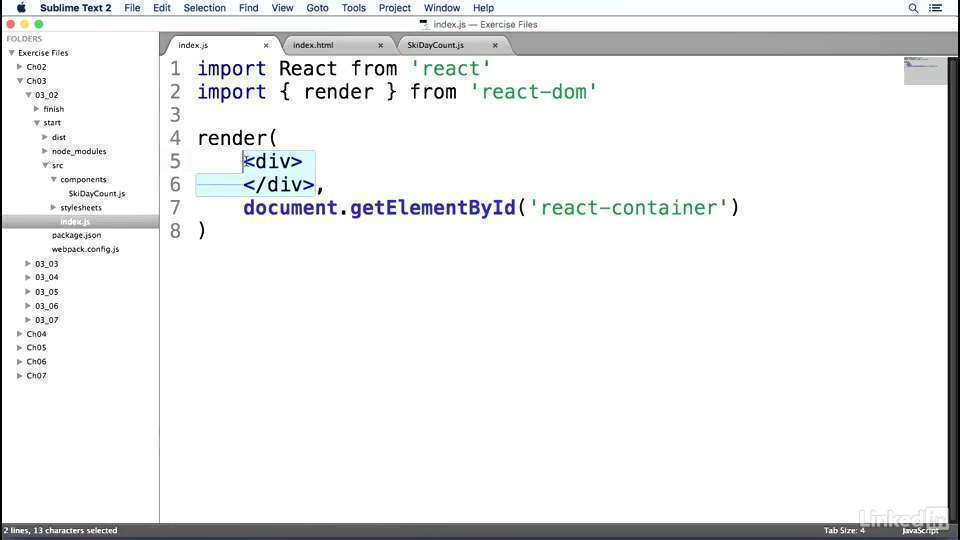 Sublime Text 2 File Edit Selection Find View Goto Tools Project Window Help
index.js — Exercise Files
FOLDERS
Exercise Files
Ch02
Ch03
03_02
finish
start
dist
node_modules
src
components
SkiDayCount.js
stylesheets
index.js
package.json
webpack.config.js
03_03
03_04
03_05
03_06
03_07
Ch04
Ch05
Ch06
Ch07
index.js × index.html × SkiDayCount.js ×
1 import React from 'react'
2 import { render } from 'react-dom'
3
4 render(
5 <div>
6 </div>,
7 document.getElementById('react-container')
8 )
2 lines, 13 characters selected
Tab Size: 4
JavaScript
Linked in